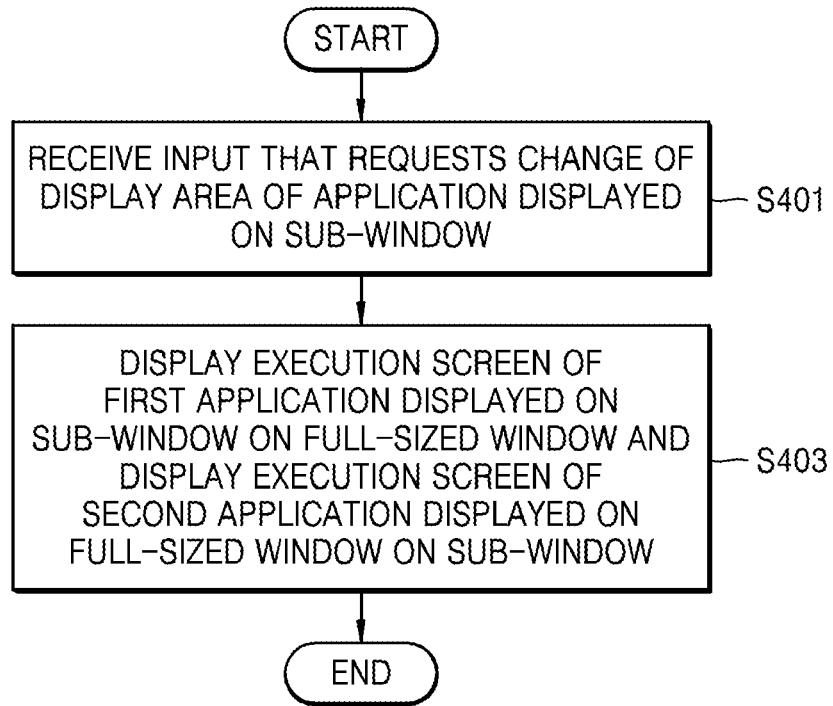 START
RECEIVE INPUT THAT REQUESTS CHANGE OF
DISPLAY AREA OF APPLICATION DISPLAYED
ON SUB-WINDOW
S401
DISPLAY EXECUTION SCREEN OF
FIRST APPLICATION DISPLAYED ON
SUB-WINDOW ON FULL-SIZED WINDOW AND
DISPLAY EXECUTION SCREEN OF
SECOND APPLICATION DISPLAYED ON
FULL-SIZED WINDOW ON SUB-WINDOW
S403
END